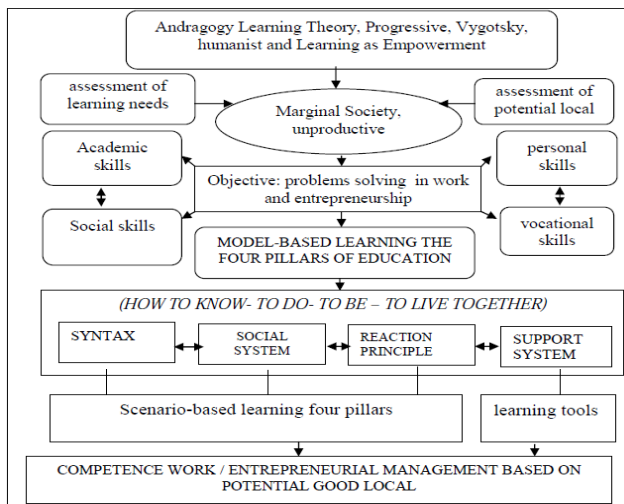 Andragogy Learning Theory, Progressive, Vygotsky,
humanist and Learning as Empowerment
assessment of
learning needs
Marginal Society,
unproductive
assessment of
potential local
Academic
skills
Objective: problems solving in work
and entrepreneurship
personal
skills
Social skills
vocational
skills
MODEL-BASED LEARNING THE
FOUR PILLARS OF EDUCATION
(HOW TO KNOW- TO DO- TO BE – TO LIVE TOGETHER)
SYNTAX
SOCIAL
SYSTEM
REACTION
PRINCIPLE
SUPPORT
SYSTEM
Scenario-based learning four pillars
learning tools
COMPETENCE WORK / ENTREPRENEURIAL MANAGEMENT BASED ON
POTENTIAL GOOD LOCAL